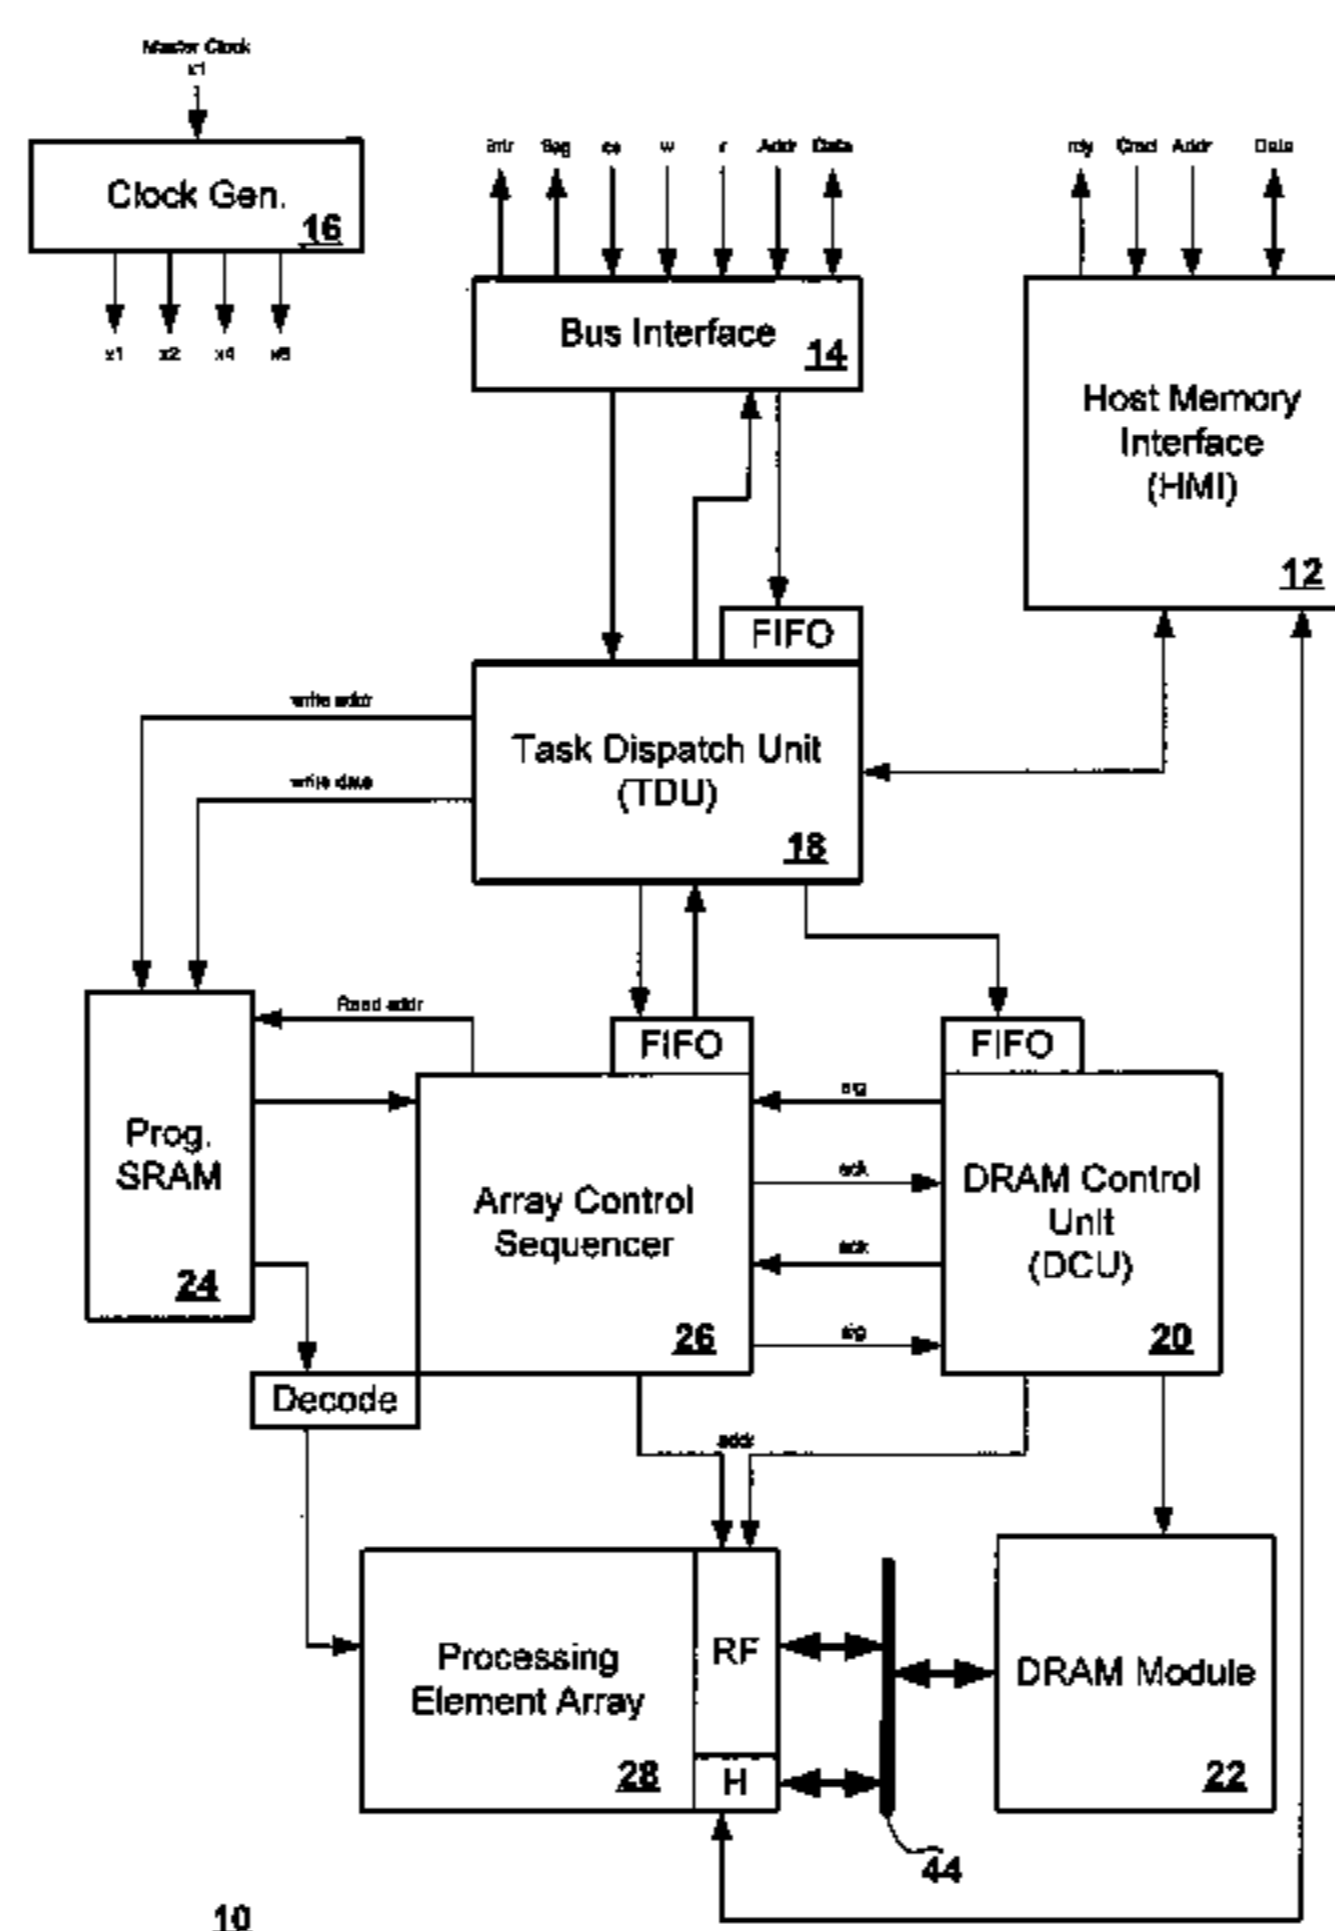 Master Clock
x1
Clock Gen.
16
x1 x2 x4
Intr cs w r Addr Data
rdy Cmd Addr Data
Bus Interface
14
Host Memory
Interface
(HMI)
12
FIFO
write addr
Task Dispatch Unit
(TDU)
write data
18
Read addr
FIFO
FIFO
Prog.
SRAM
24
Array Control
Sequencer
26
sig
ack
ack
sig
DRAM Control
Unit
(DCU)
20
Decode
addr
Processing
Element Array
28
RF
H
DRAM Module
22
44
10